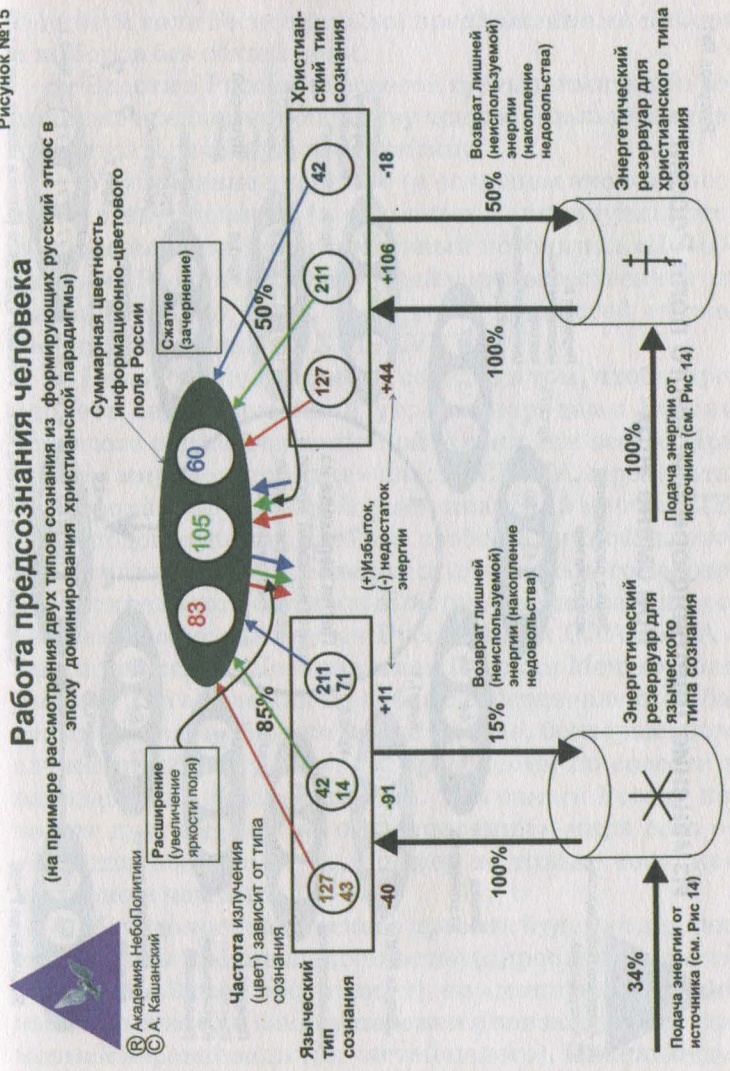 Рисунок №15
Работа предсознания человека
(на примере рассмотрения двух типов сознания из формирующих русский этнос в
эпоху доминирования христианской парадигмы)
® Академия НебоПолитики
© А. Кашанский
Суммарная цветность
информационно-цветового
поля России
Расширение
(увеличение
яркости поля)
Сжатие
(зачернение)
83
105
60
Частота излучения
(цвет) зависит от типа
сознания
85%
50%
Языческий
тип
сознания
Христиан-
ский тип
сознания
127
43
42
14
211
71
127
211
42
-40
-91
+11
(+)Избыток,
(-) недостаток
энергии
+44
+106
-18
100%
15%
Возврат лишней
(неиспользуемой)
энергии (накопление
недовольства)
100%
50%
Возврат лишней
(неиспользуемой)
энергии
(накопление
недовольства)
34%
Подача энергии от
источника (см. Рис 14)
Энергетический
резервуар для
языческого
типа сознания
100%
Подача энергии от
источника (см. Рис 14)
Энергетический
резервуар для
христианского типа
сознания